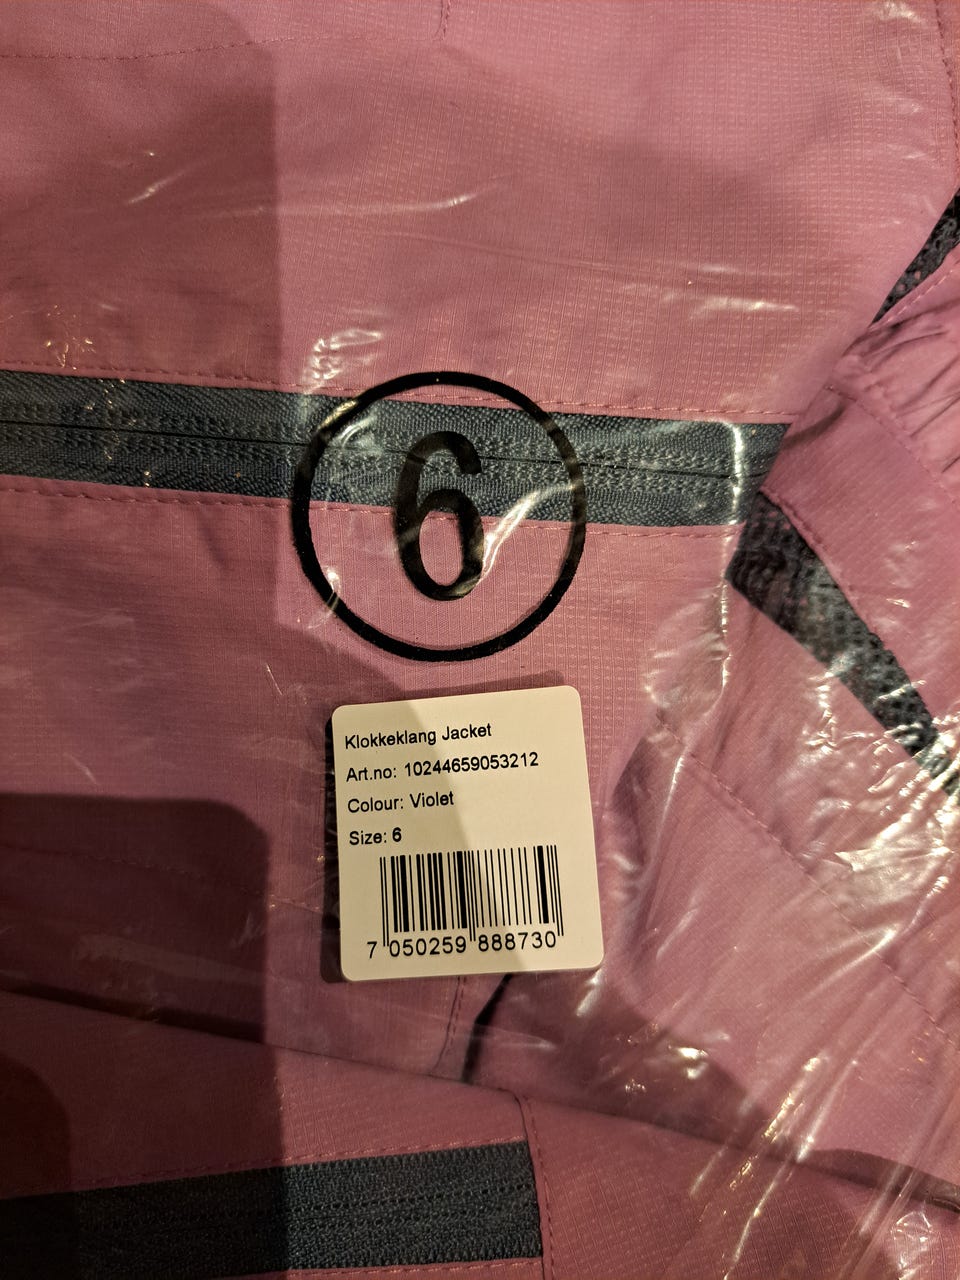 6
Klokkeklang Jacket
Art.no: 10244659053212
Colour: Violet
Size: 6
7 050259 888730